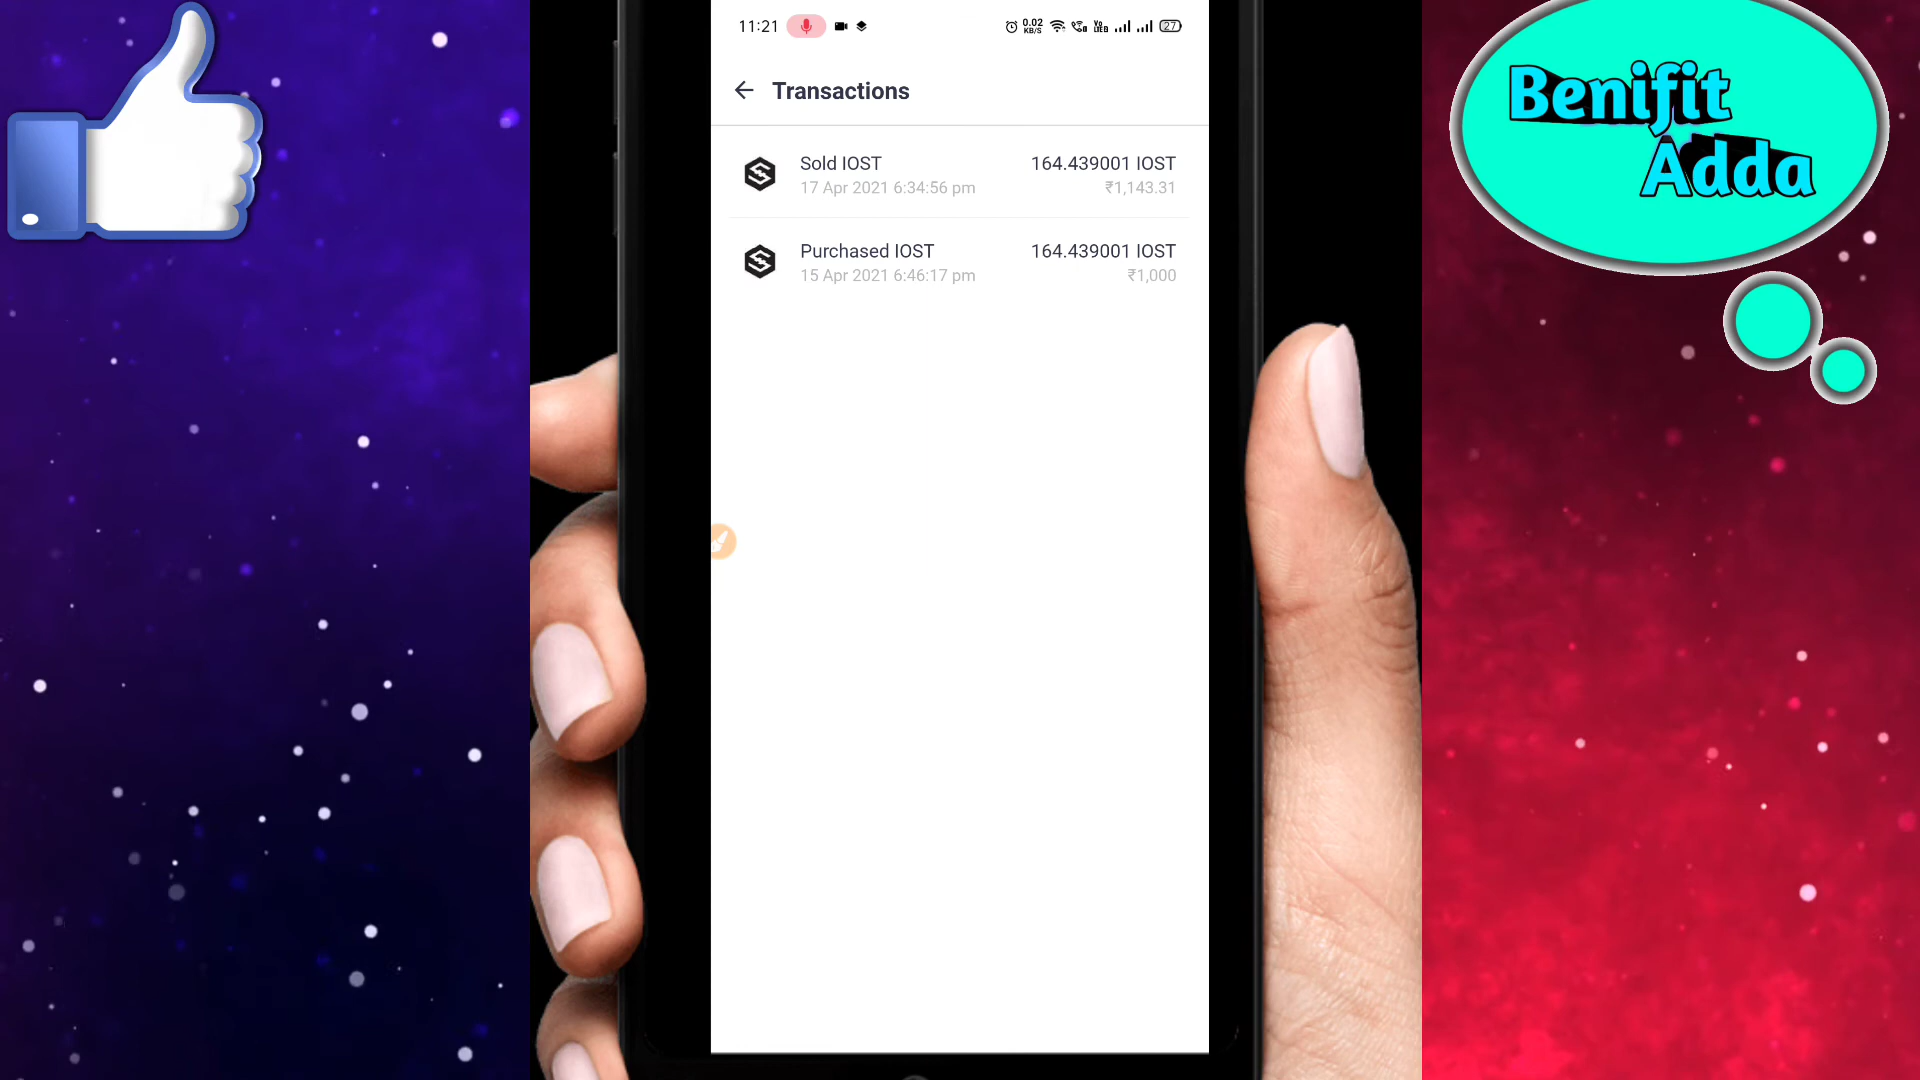 11:21
0.02
KB/S
27
Transactions
Sold IOST
164.439001 IOST
17 Apr 2021 6:34:56 pm
₹1,143.31
Purchased IOST
164.439001 IOST
15 Apr 2021 6:46:17 pm
₹1,000
Benifit
Adda